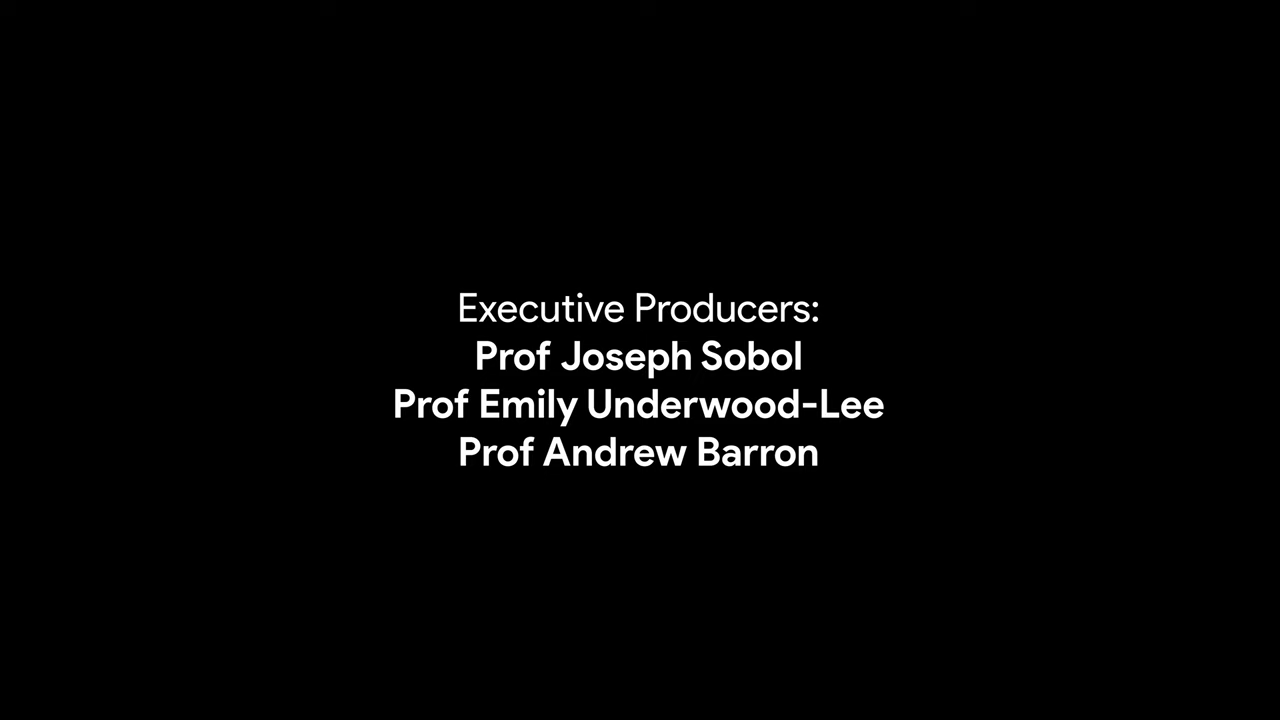 Executive Producers:
Prof Joseph Sobol
Prof Emily Underwood-Lee
Prof Andrew Barron